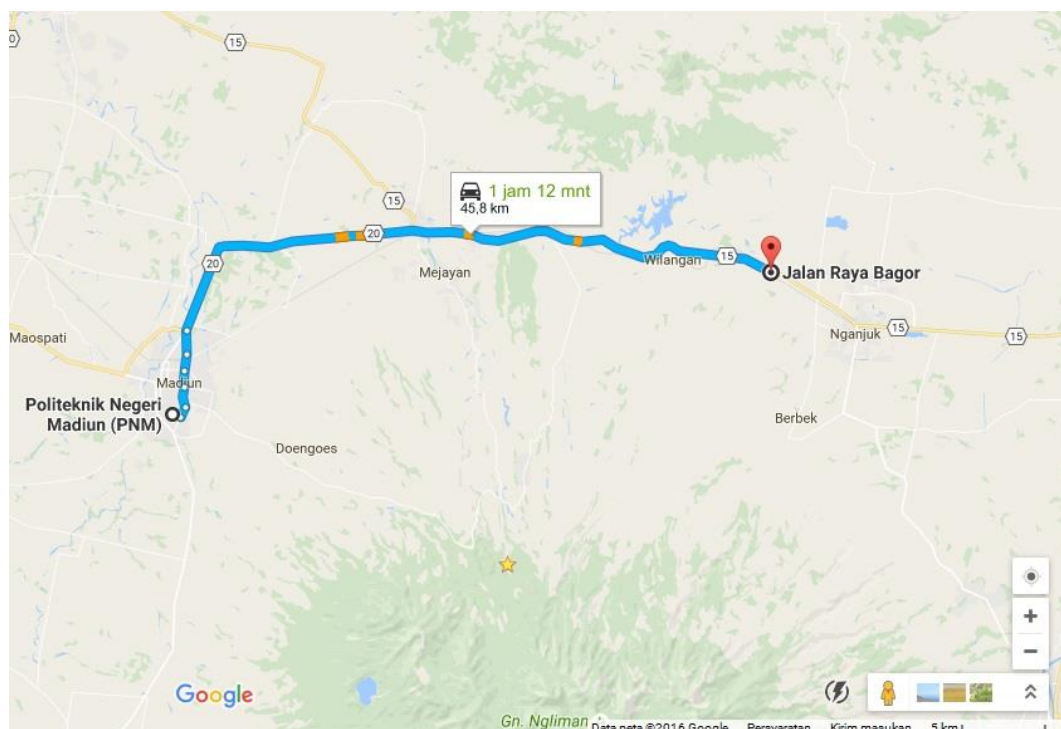 15
15
1 jam 12 mnt
45,8 km
20
Mejayan
20
Wilangan
15
Jalan Raya Bagor
15
Nganjuk
15
Maospati
Madiun
Politeknik Negeri
Madiun (PNM)
Berbek
Doengoes
Google
Gn. Ngliman
Data peta ©2016 Google Persyaratan Kirim masukan 5 km